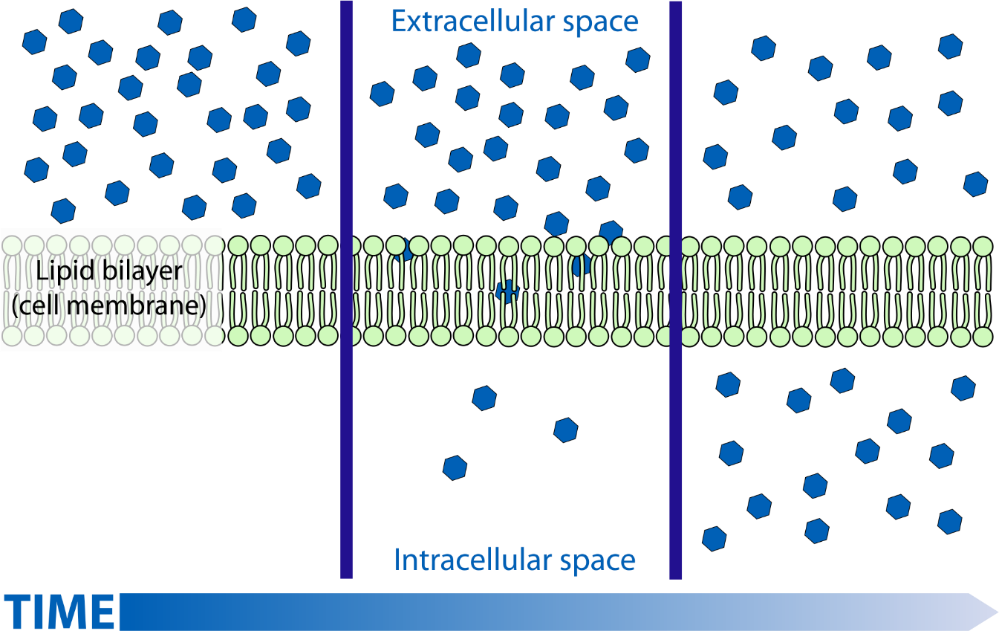 Extracellular space
Lipid bilayer
(cell membrane)
Intracellular space
TIME